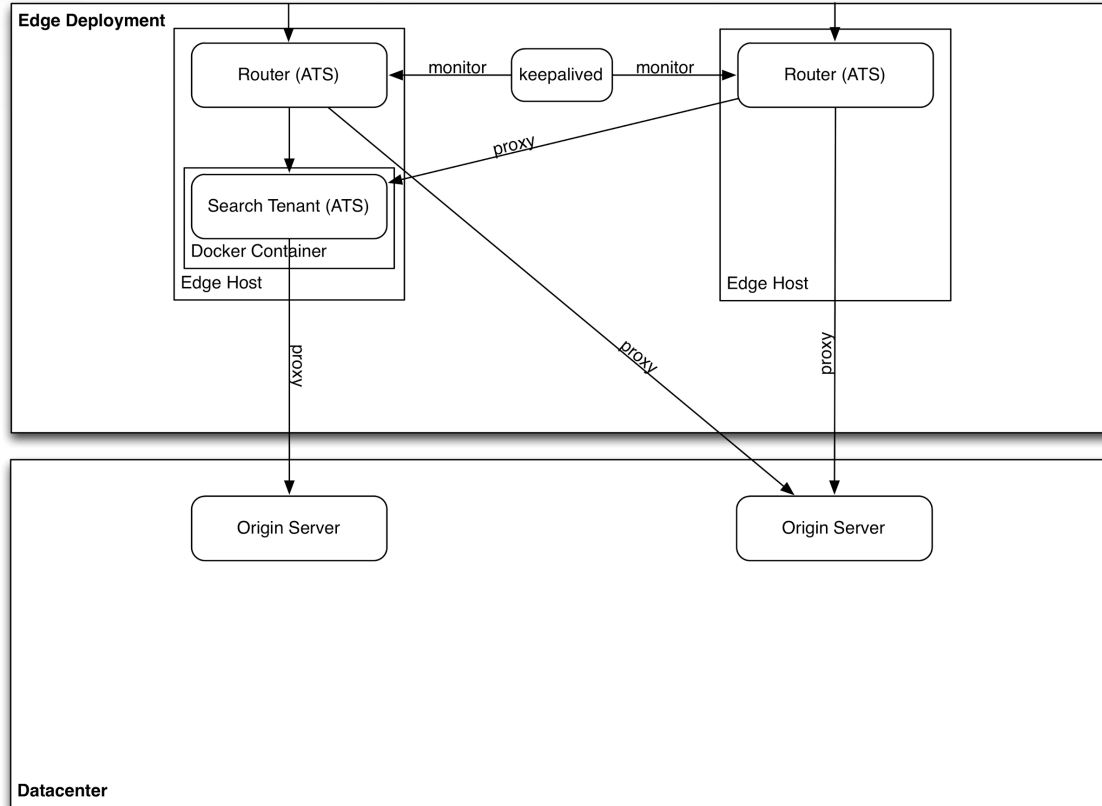 Edge Deployment
Router (ATS)
monitor
keepalived
monitor
Router (ATS)
proxy
Search Tenant (ATS)
Docker Container
Edge Host
Edge Host
proxy
proxy
proxy
Origin Server
Origin Server
Datacenter